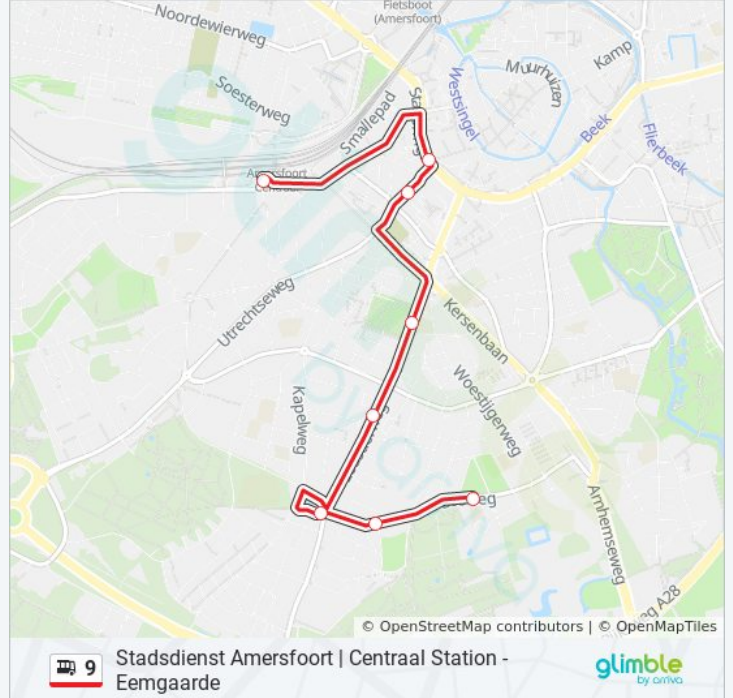 Fietsboot
(Amersfoort)
Noordewierweg
Kamp
Muurhuizen
Soesterweg
Smallepad
Westsingel
Beek
Flierbeek
Amersfoort
Utrechtseweg
Kersenbaan
Kapelweg
Woestijgerweg
Arnhemseweg
A28
© OpenStreetMap contributors | © OpenMapTiles
9
Stadsdienst Amersfoort | Centraal Station -
Eemgaarde
glimble
by arriva